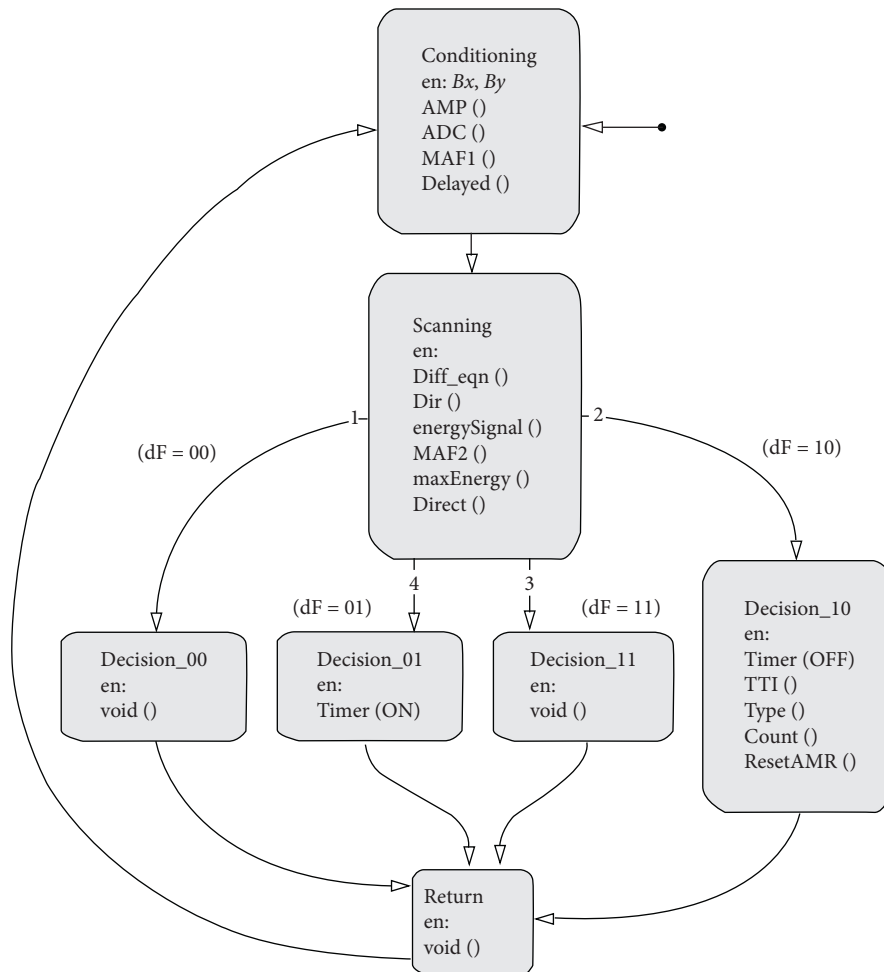 Conditioning
en: Bx, By
AMP ()
ADC ()
MAF1 ()
Delayed ()
Scanning
en:
Diff_eqn ()
Dir ()
energySignal ()
MAF2 ()
maxEnergy ()
Direct ()
1
2
4
3
(dF = 00)
(dF = 10)
(dF = 01)
(dF = 11)
Decision_00
en:
void ()
Decision_01
en:
Timer (ON)
Decision_11
en:
void ()
Decision_10
en:
Timer (OFF)
TTI ()
Type ()
Count ()
ResetAMR ()
Return
en:
void ()